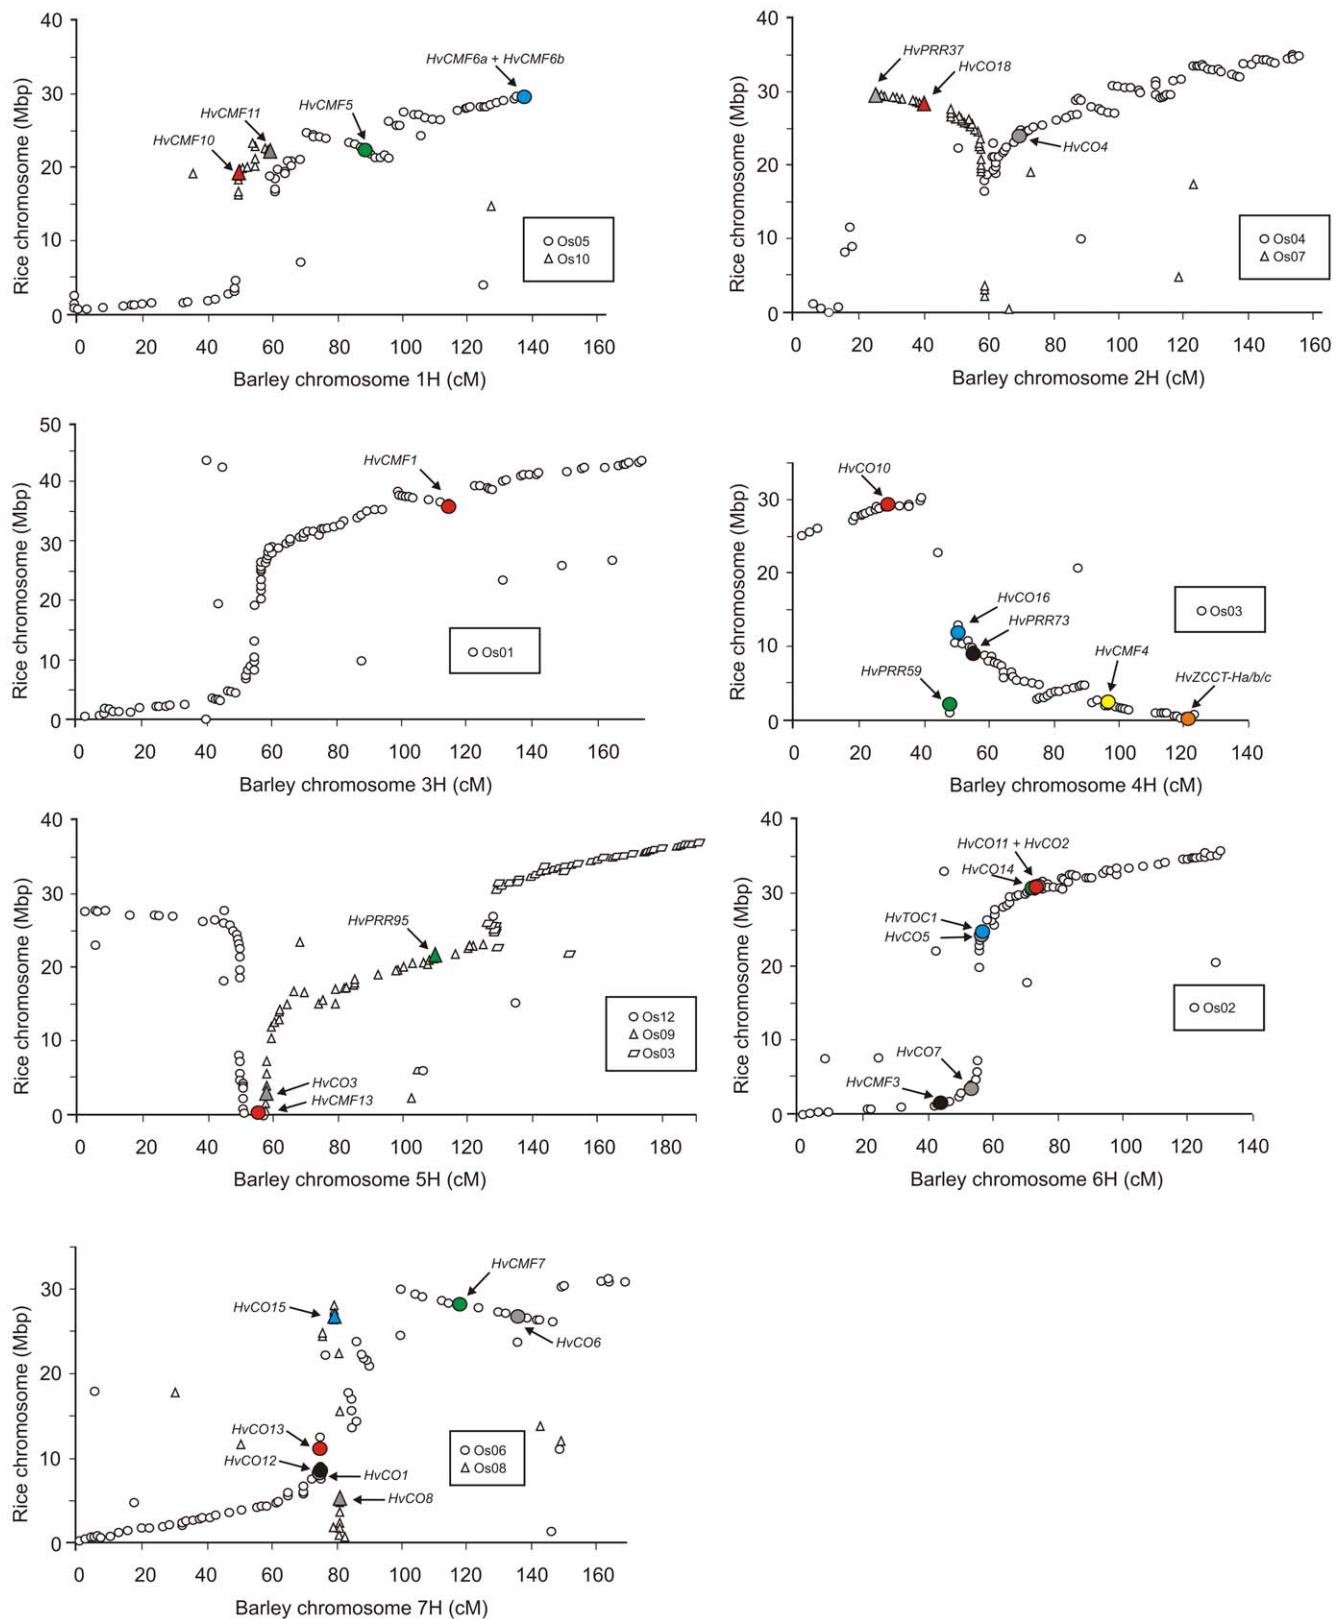 Rice chromosome (Mbp)
40
30
20
10
0
HvCMF6a + HvCMF6b
HvCMF5
HvCMF11
HvCMF10
Os05
Os10
0 20 40 60 80 100 120 140 160
Barley chromosome 1H (cM)
Rice chromosome (Mbp)
40
30
20
10
0
HvPRR37
HvCO18
HvCO4
Os04
Os07
0 20 40 60 80 100 120 140 160
Barley chromosome 2H (cM)
Rice chromosome (Mbp)
50
40
30
20
10
0
HvCMF1
Os01
0 20 40 60 80 100 120 140 160
Barley chromosome 3H (cM)
Rice chromosome (Mbp)
30
20
10
0
HvCO10
HvCO16
HvPRR73
HvCMF4
HvPRR59
HvZCCT-Ha/b/c
Os03
0 20 40 60 80 100 120 140
Barley chromosome 4H (cM)
Rice chromosome (Mbp)
40
30
20
10
0
HvPRR95
HvCO3
HvCMF13
Os12
Os09
Os03
0 20 40 60 80 100 120 140 160 180
Barley chromosome 5H (cM)
Rice chromosome (Mbp)
40
30
20
10
0
HvCO11 + HvCO2
HvCO14
HvTOC1
HvCO5
HvCO7
HvCMF3
Os02
0 20 40 60 80 100 120 140
Barley chromosome 6H (cM)
Rice chromosome (Mbp)
30
20
10
0
HvCMF7
HvCO15
HvCO6
HvCO13
HvCO12
HvCO1
HvCO8
Os06
Os08
0 20 40 60 80 100 120 140 160
Barley chromosome 7H (cM)